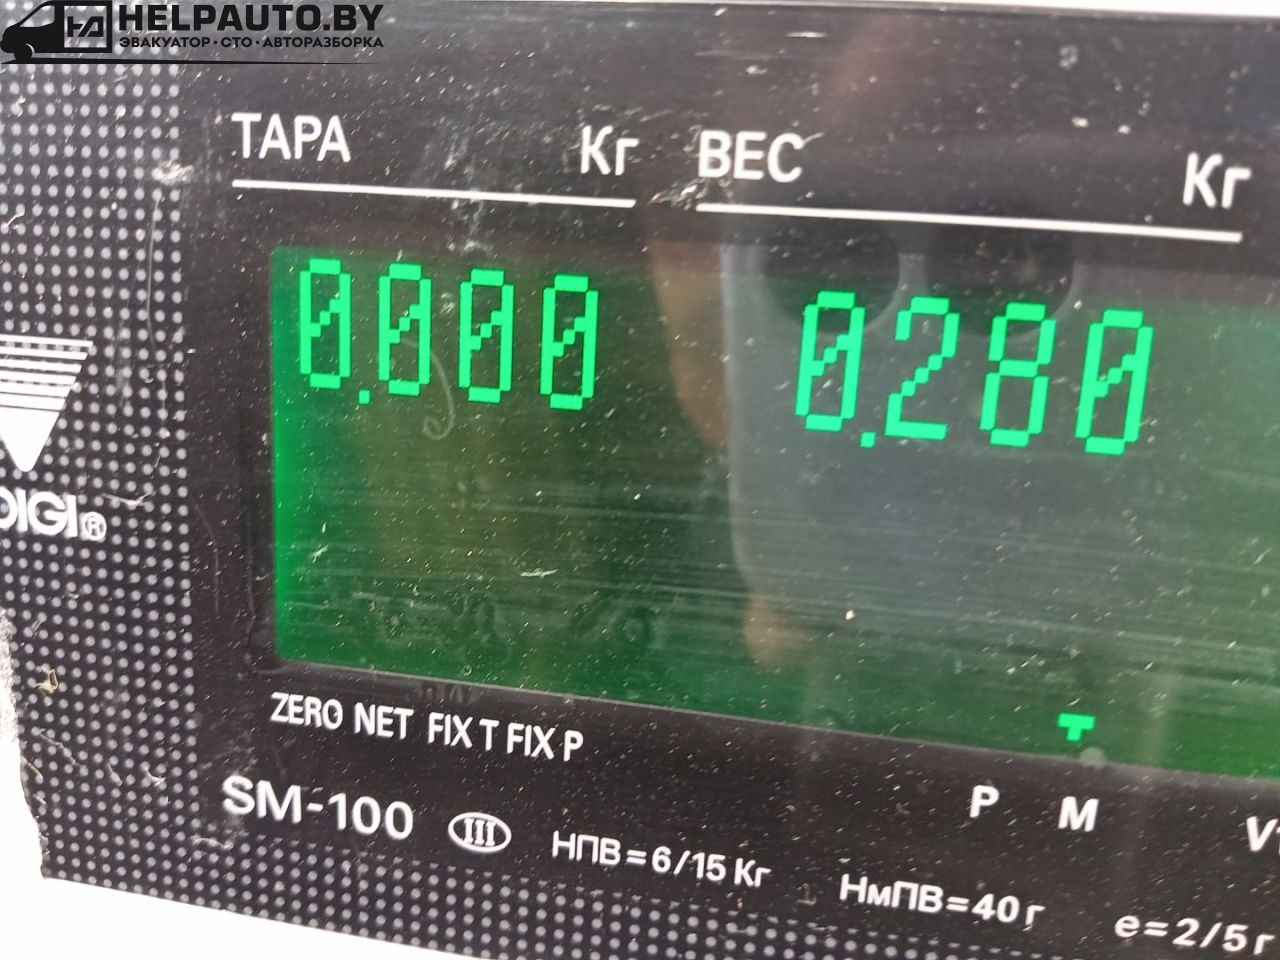 HELPAUTO.BY
ЭВАКУАТОР·СТО·АВТОРАЗБОРКА
ТАРА Кг ВЕС Кг
0.000 0.280
DIGI®
ZERO NET FIX T FIX P
P M
SM-100 III НПВ=6/15 Кг НмПВ=40 г e=2/5 г